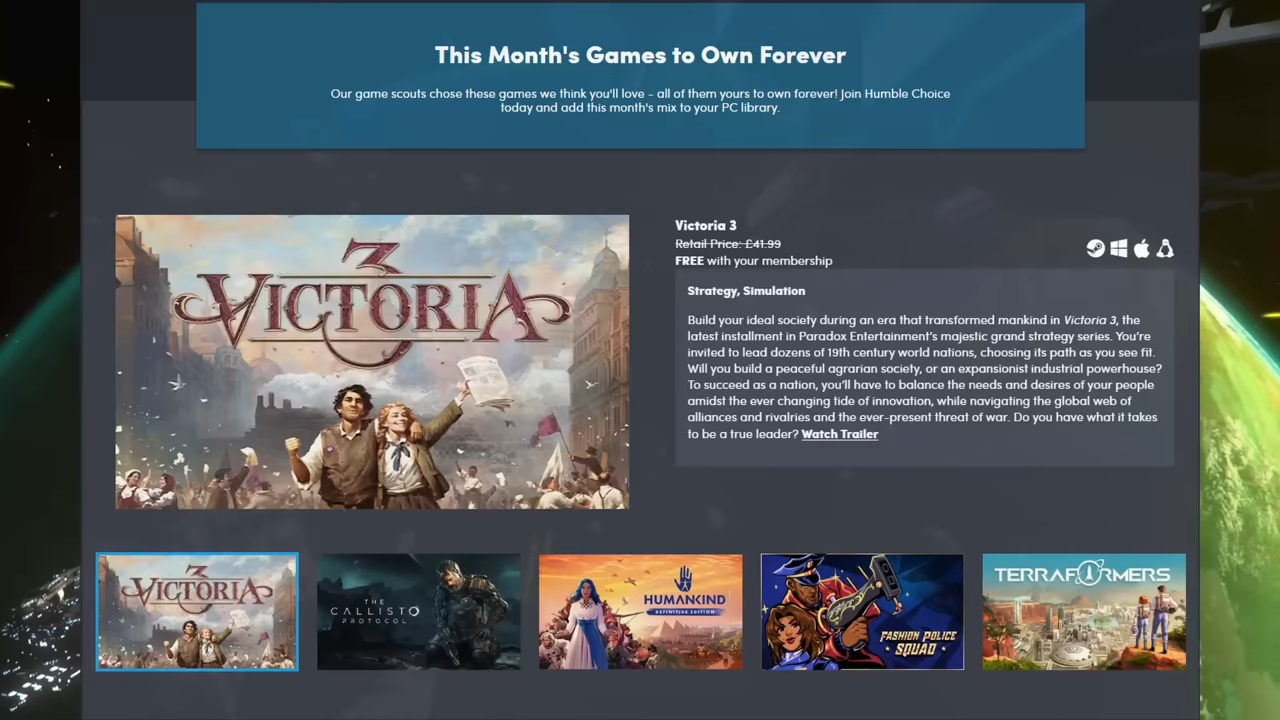 This Month's Games to Own Forever
Our game scouts chose these games we think you'll love - all of them yours to own forever! Join Humble Choice
today and add this month's mix to your PC library.
Victoria 3
Retail Price: £41.99
FREE with your membership
3
VICTORIA
Strategy, Simulation
Build your ideal society during an era that transformed mankind in Victoria 3, the
latest installment in Paradox Entertainment's majestic grand strategy series. You're
invited to lead dozens of 19th century world nations, choosing its path as you see fit.
Will you build a peaceful agrarian society, or an expansionist industrial powerhouse?
To succeed as a nation, you'll have to balance the needs and desires of your people
amidst the ever changing tide of innovation, while navigating the global web of
alliances and rivalries and the ever-present threat of war. Do you have what it takes
to be a true leader? Watch Trailer
3
VICTORIA
THE
CALLISTO
PROTOCOL
HUMANKIND
DEFINITIVE EDITION
FASHION POLICE
SQUAD
TERRAFORMERS